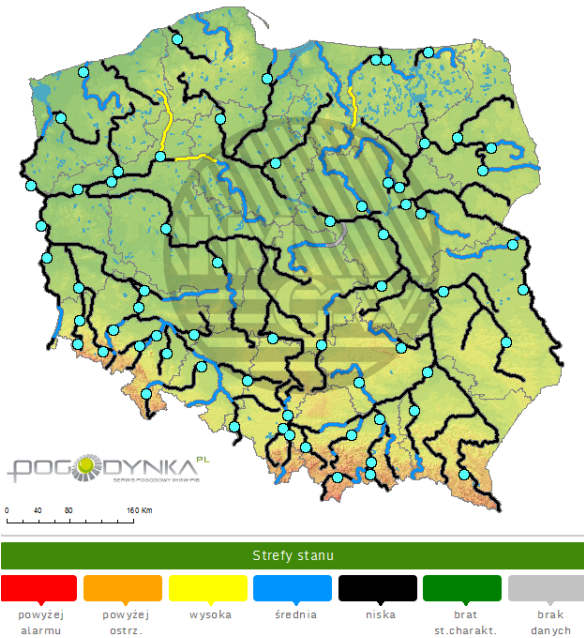 POGODYNKA.PL
SERWIS POGODOWY IMGW-PIB
0 40 80 160 Km
Strefy stanu
powyżej alarmu
powyżej ostrz.
wysoka
średnia
niska
brat st.charakt.
brak danych